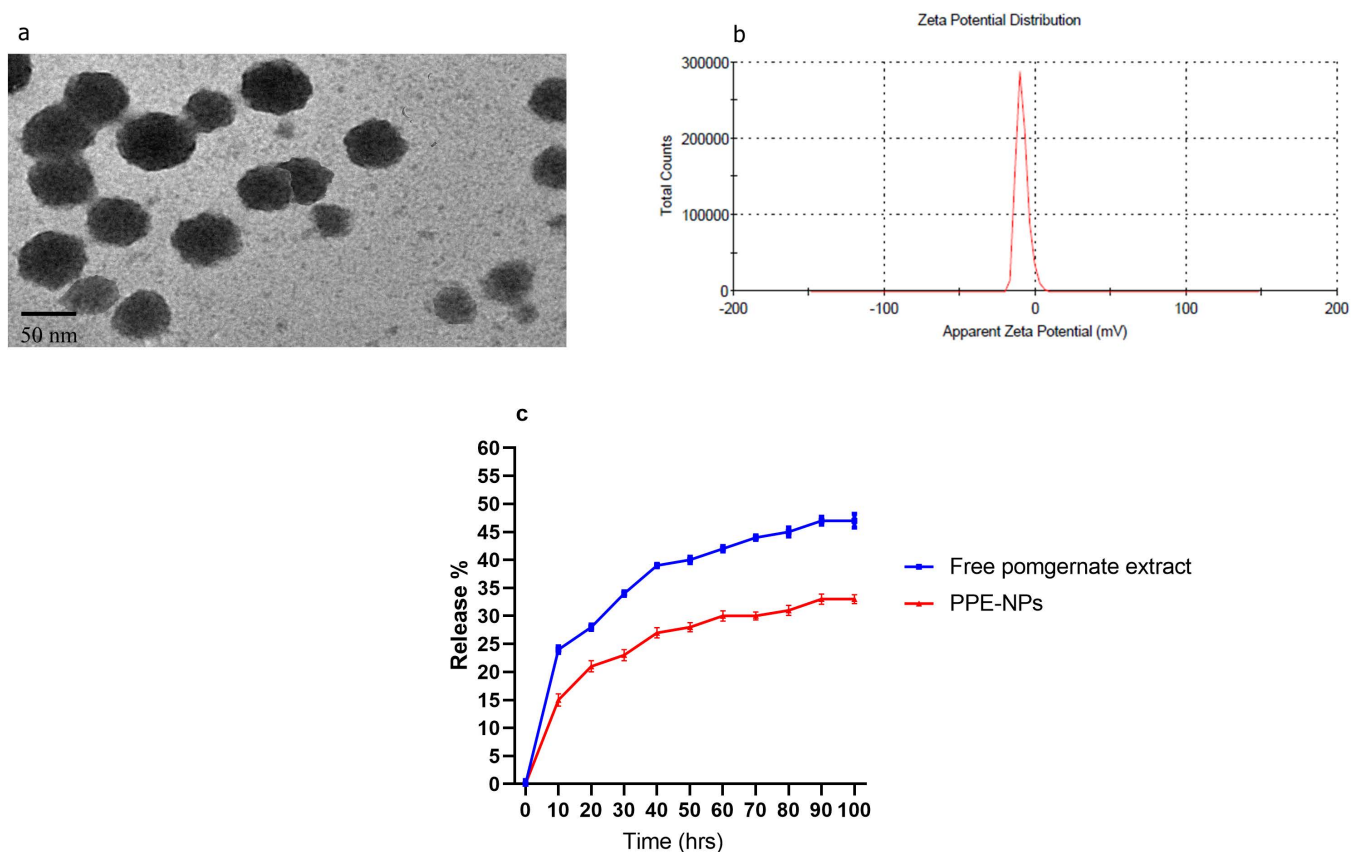 a
50 nm
b
Zeta Potential Distribution
Total Counts
300000
200000
100000
0
-200 -100 0 100 200
Apparent Zeta Potential (mV)
c
Release %
60
55
50
45
40
35
30
25
20
15
10
5
0
0 10 20 30 40 50 60 70 80 90 100
Time (hrs)
Free pomgernate extract
PPE-NPs